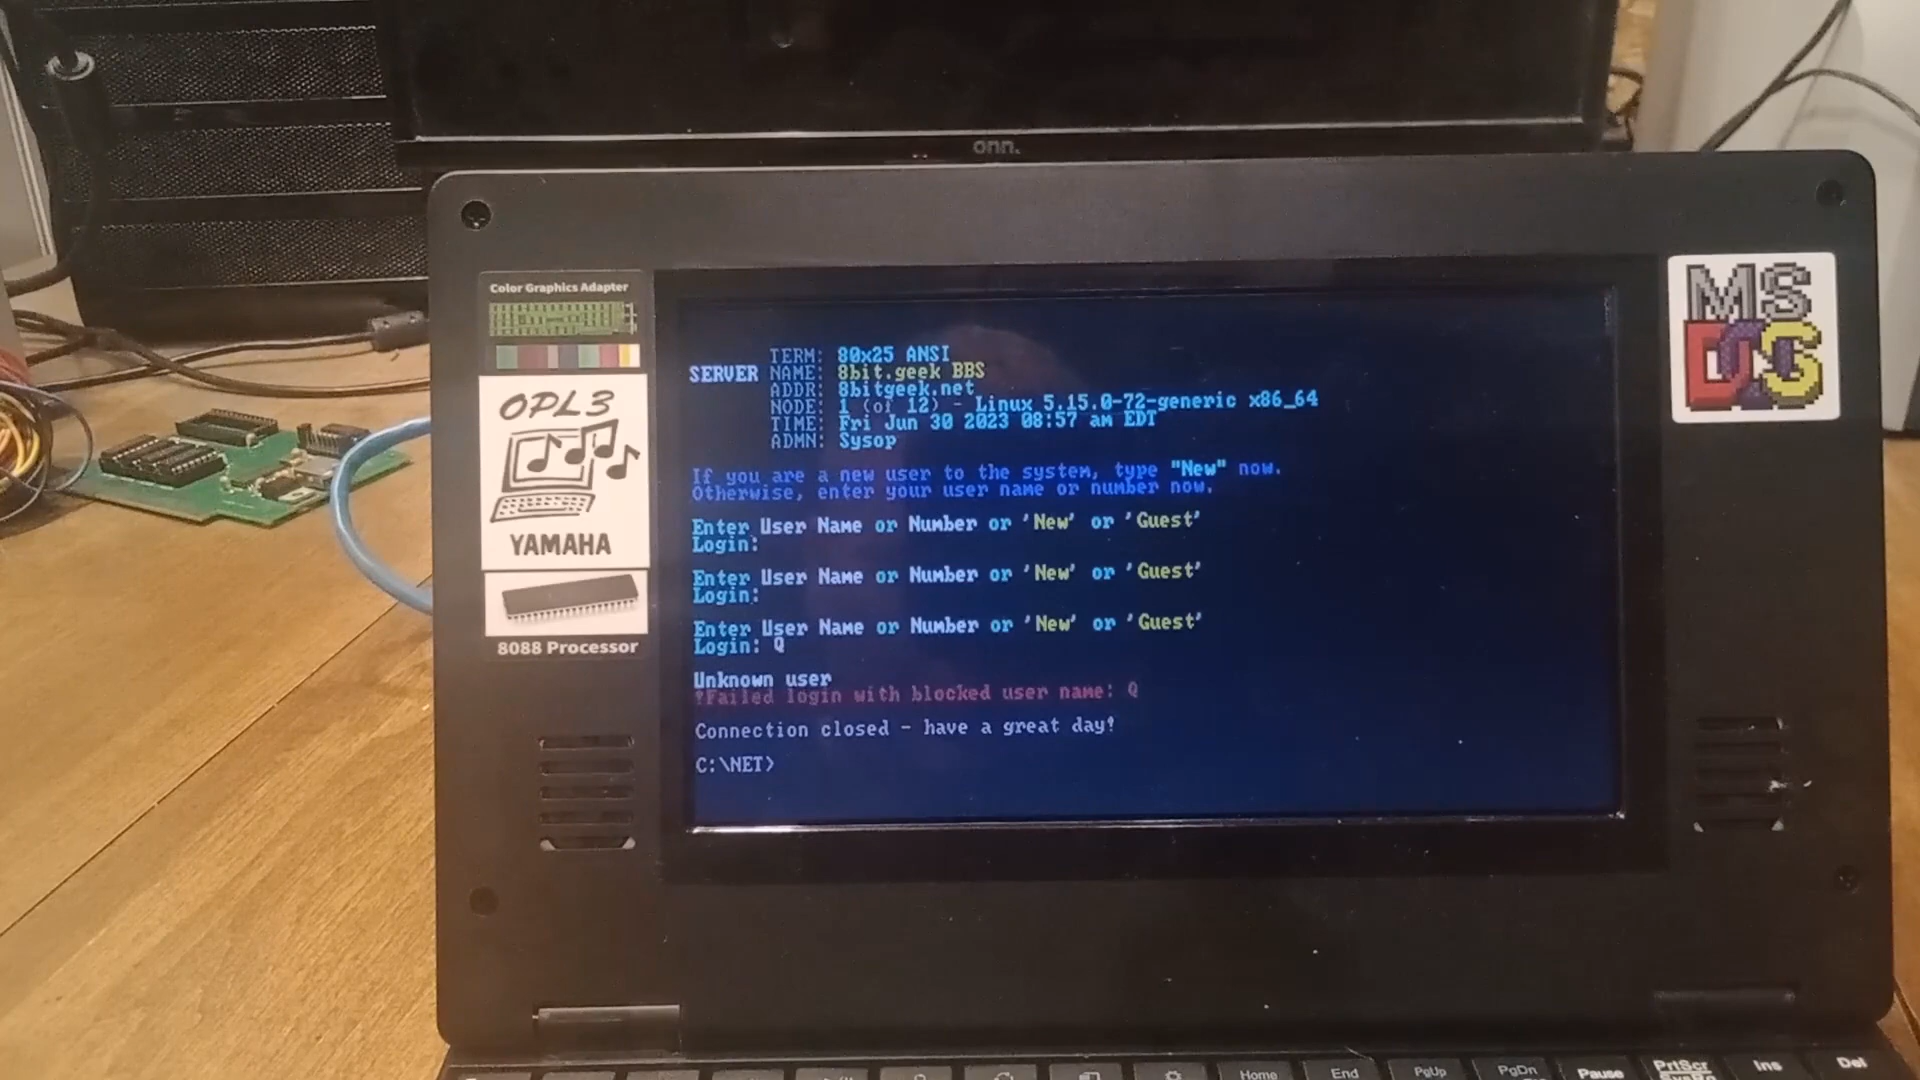 onn.
Color Graphics Adapter
OPL3
YAMAHA
8088 Processor
MS
DOS
TERM: 80x25 ANSI
SERVER NAME: 8bit.geek BBS
ADDR: 8bitgeek.net
NODE: 1 (of 12) - Linux 5.15.0-72-generic x86_64
TIME: Fri Jun 30 2023 08:57 am EDT
ADMN: Sysop
If you are a new user to the system, type "New" now.
Otherwise, enter your user name or number now.
Enter User Name or Number or 'New' or 'Guest'
Login:
Enter User Name or Number or 'New' or 'Guest'
Login:
Enter User Name or Number or 'New' or 'Guest'
Login: Q
Unknown user
!Failed login with blocked user name: Q
Connection closed - have a great day!
C:\NET>
Home End PgUp PgDn Pause PrtScr Ins Del
SysRq